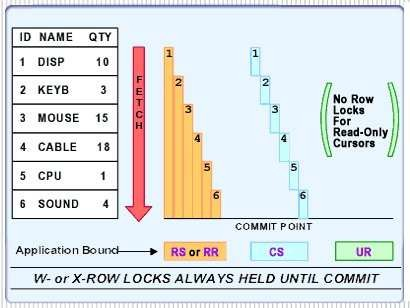 ID NAME QTY
1 DISP 10
2 KEYB 3
3 MOUSE 15
4 CABLE 18
5 CPU 1
6 SOUND 4
FETCH
1
2
3
4
5
6
1
2
3
4
5
6
No Row
Locks
For
Read-Only
Cursors
COMMIT POINT
Application Bound
RS or RR
CS
UR
W- or X-ROW LOCKS ALWAYS HELD UNTIL COMMIT